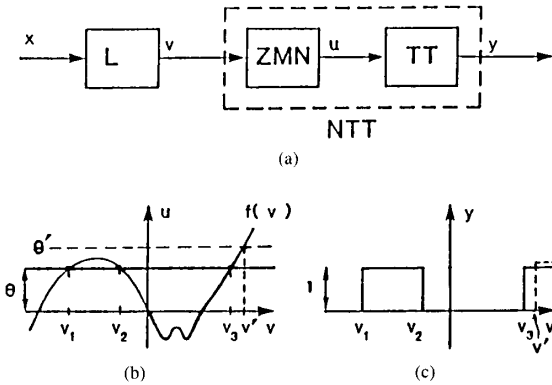 x
L
v
ZMN
u
TT
y
NTT
(a)
u
f(v)
θ'
θ
v₁
v₂
v₃
v'
v
(b)
y
1
v₁
v₂
v₃
v
v'
(c)